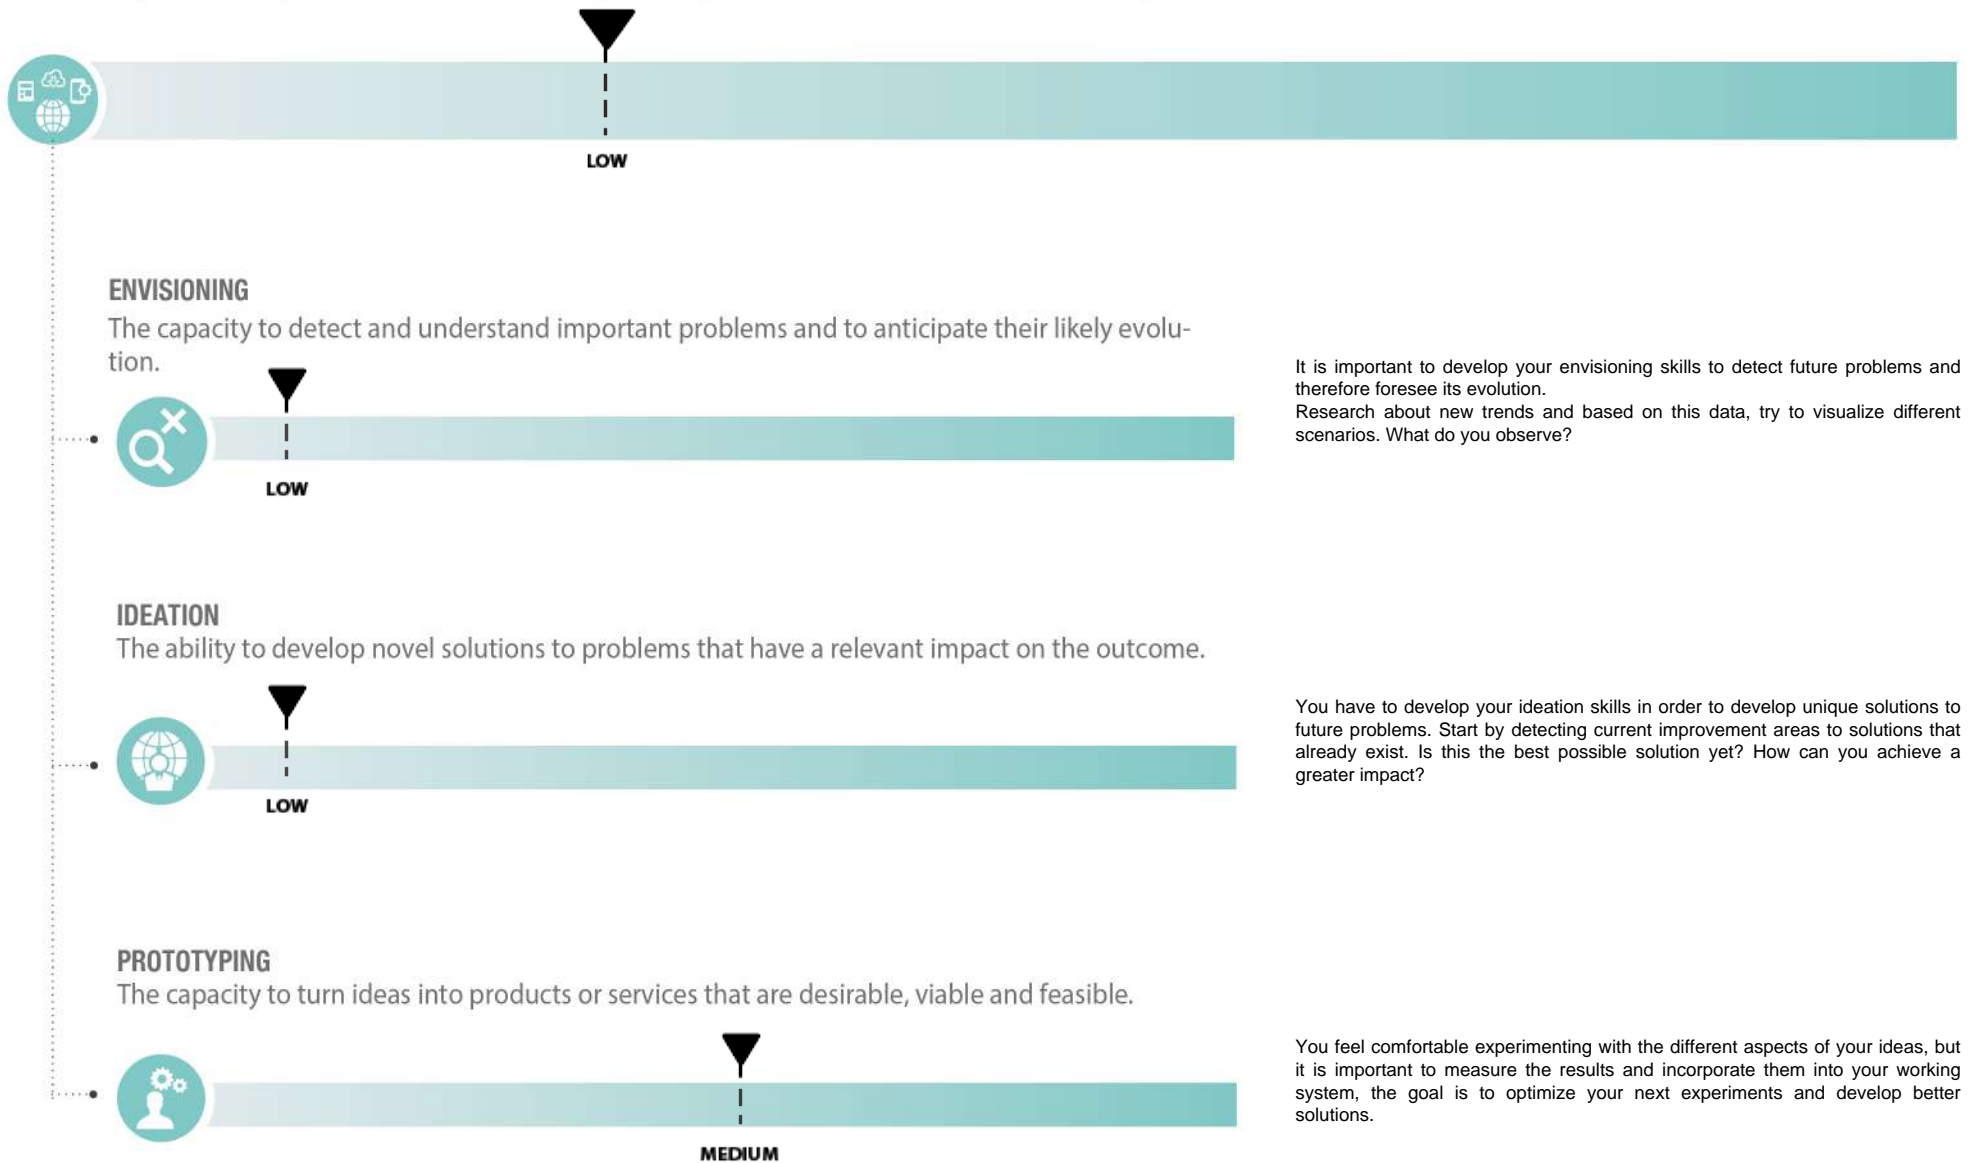 LOW
ENVISIONING
The capacity to detect and understand important problems and to anticipate their likely evolu-
tion.
It is important to develop your envisioning skills to detect future problems and
therefore foresee its evolution.
Research about new trends and based on this data, try to visualize different
scenarios. What do you observe?
LOW
IDEATION
The ability to develop novel solutions to problems that have a relevant impact on the outcome.
You have to develop your ideation skills in order to develop unique solutions to
future problems. Start by detecting current improvement areas to solutions that
already exist. Is this the best possible solution yet? How can you achieve a
greater impact?
LOW
PROTOTYPING
The capacity to turn ideas into products or services that are desirable, viable and feasible.
You feel comfortable experimenting with the different aspects of your ideas, but
it is important to measure the results and incorporate them into your working
system, the goal is to optimize your next experiments and develop better
solutions.
MEDIUM